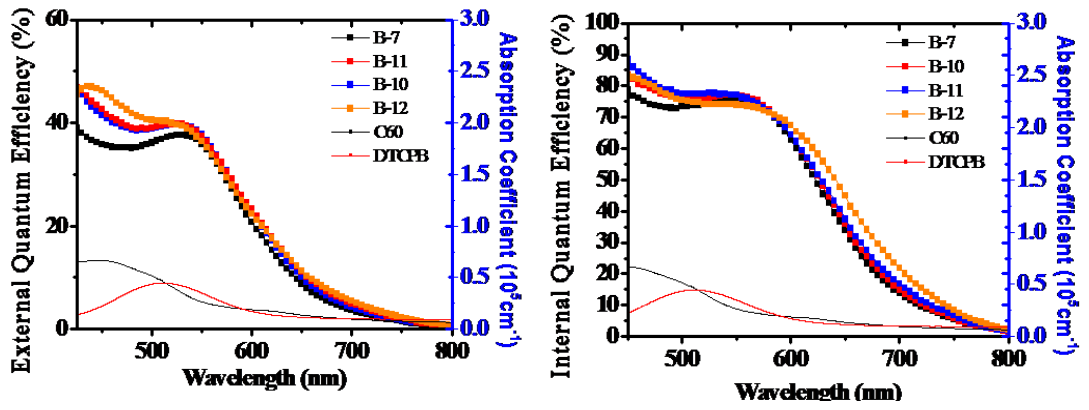 External Quantum Efficiency (%)
60
40
20
0
B-7
B-11
B-10
B-12
C60
DTCPB
3.0
2.5
2.0
1.5
1.0
0.5
0.0
Absorption Coefficient (10⁵cm⁻¹)
500
600
700
800
Wavelength (nm)
Internal Quantum Efficiency (%)
100
90
80
70
60
50
40
30
20
10
0
B-7
B-10
B-11
B-12
C60
DTCPB
3.0
2.5
2.0
1.5
1.0
0.5
0.0
Absorption Coefficient (10⁵cm⁻¹)
500
600
700
800
Wavelength (nm)